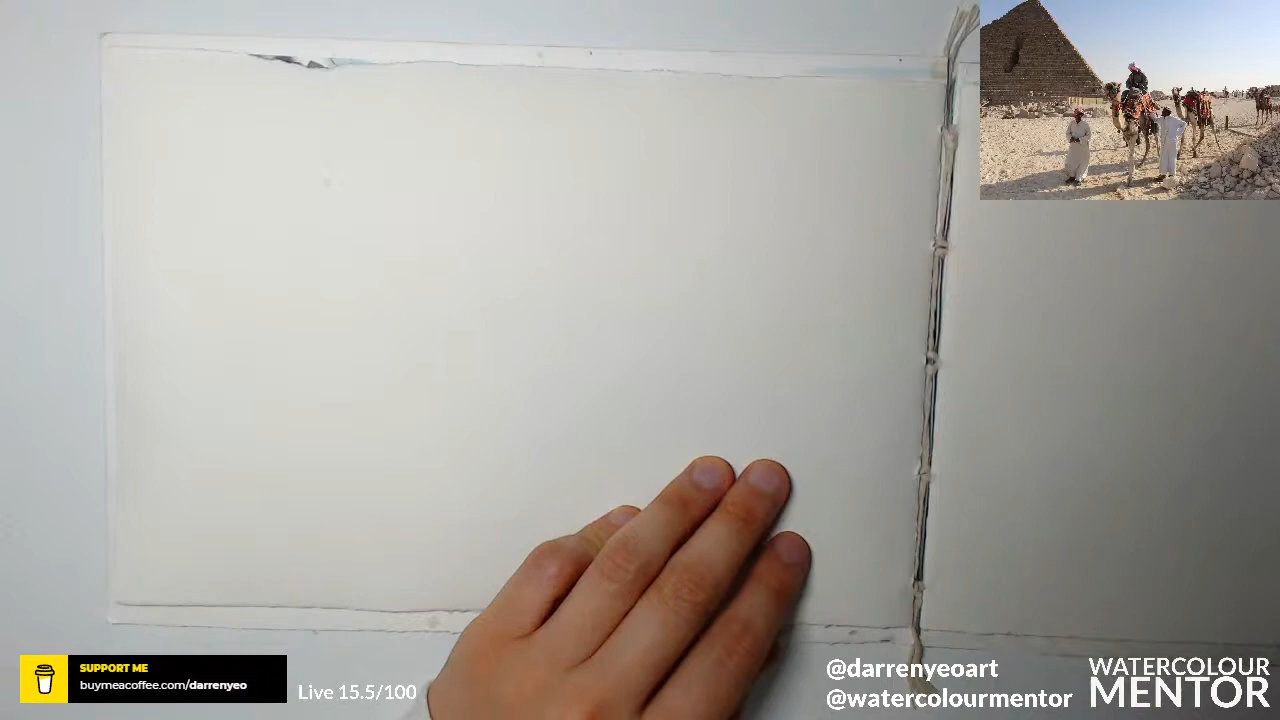 SUPPORT ME
buymeacoffee.com/darrenyeo
Live 15.5/100
@darrenyeoart
@watercolourmentor
WATERCOLOUR
MENTOR